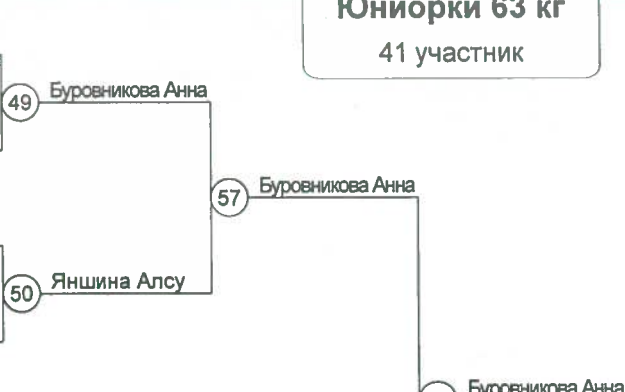 Юниорки 63 кг
41 участник
49 Буровникова Анна
57 Буровникова Анна
50 Яншина Алсу
Буровникова Анна